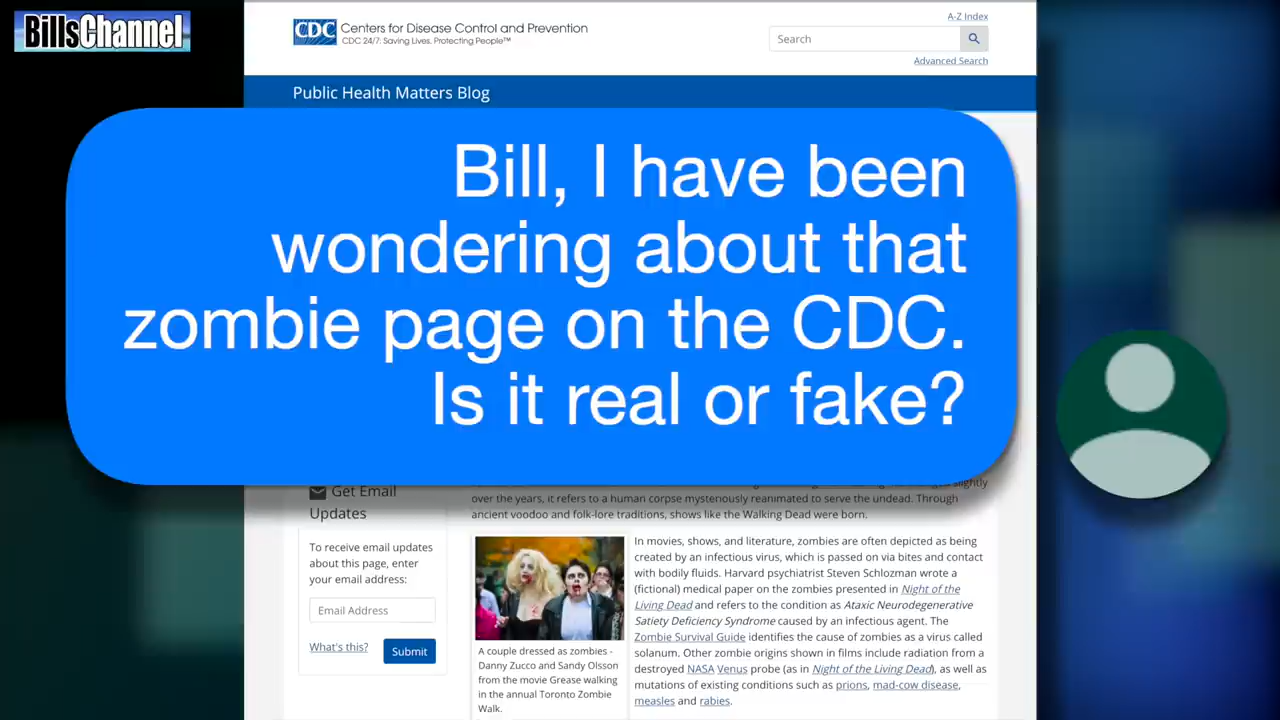 BillsChannel
CDC Centers for Disease Control and Prevention
CDC 24/7: Saving Lives. Protecting People™
A-Z Index
Search
Advanced Search
Public Health Matters Blog
Bill, I have been
wondering about that
zombie page on the CDC.
Is it real or fake?
Get Email
Updates
To receive email updates
about this page, enter
your email address:
Email Address
What's this?
Submit
slightly
over the years, it refers to a human corpse mysteriously reanimated to serve the undead. Through
ancient voodoo and folk-lore traditions, shows like the Walking Dead were born.
A couple dressed as zombies -
Danny Zucco and Sandy Olsson
from the movie Grease walking
in the annual Toronto Zombie
Walk.
In movies, shows, and literature, zombies are often depicted as being
created by an infectious virus, which is passed on via bites and contact
with bodily fluids. Harvard psychiatrist Steven Schlozman wrote a
(fictional) medical paper on the zombies presented in Night of the
Living Dead and refers to the condition as Ataxic Neurodegenerative
Satiety Deficiency Syndrome caused by an infectious agent. The
Zombie Survival Guide identifies the cause of zombies as a virus called
solanum. Other zombie origins shown in films include radiation from a
destroyed NASA Venus probe (as in Night of the Living Dead), as well as
mutations of existing conditions such as prions, mad-cow disease,
measles and rabies.